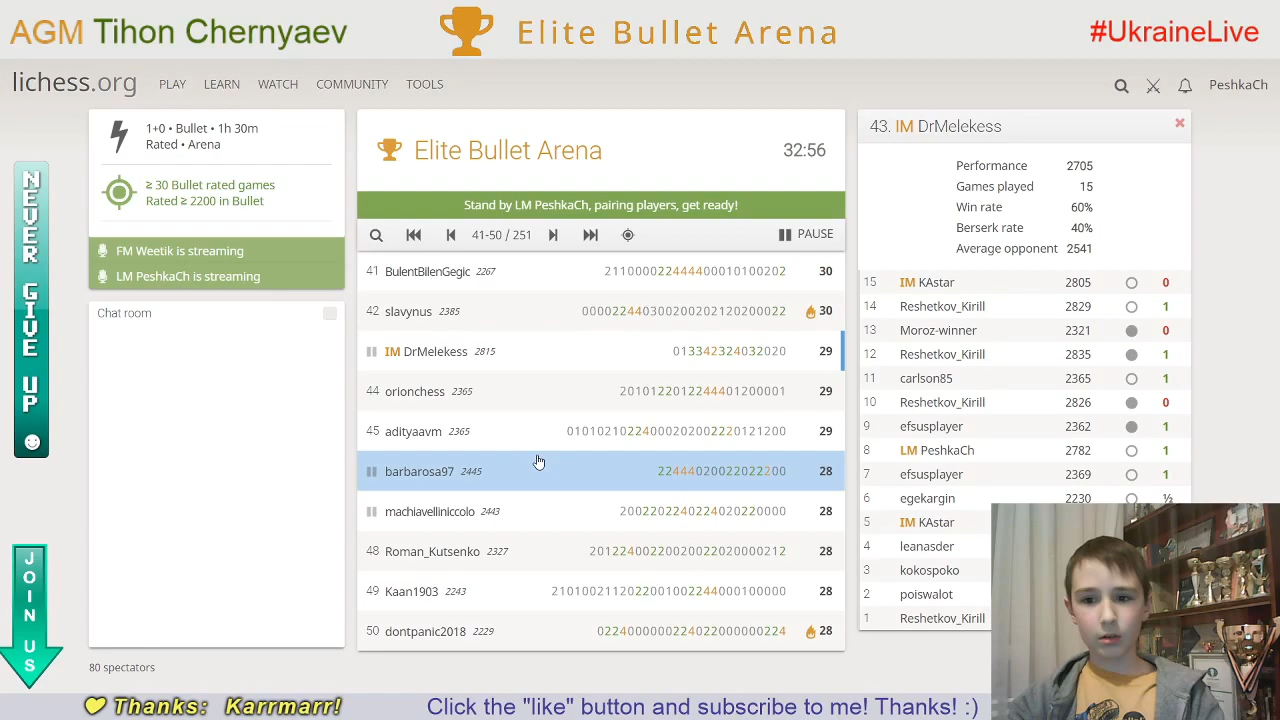 AGM Tihon Chernyaev
Elite Bullet Arena
#UkraineLive
lichess.org
PLAY LEARN WATCH COMMUNITY TOOLS
PeshkaCh
NEVER GIVE UP
JOIN US
1+0 • Bullet • 1h 30m
Rated • Arena
≥ 30 Bullet rated games
Rated ≥ 2200 in Bullet
FM Weetik is streaming
LM PeshkaCh is streaming
Chat room
80 spectators
Elite Bullet Arena 32:56
Stand by LM PeshkaCh, pairing players, get ready!
41-50 / 251 PAUSE
41 BulentBilenGegic 2267 211000022444400010100202 30
42 slavynus 2385 000022440300200202120200022 30
IM DrMelekess 2815 013342324032020 29
44 orionchess 2365 2010122012244401200001 29
45 adityaavm 2365 01010210224000202002220121200 29
barbarosa97 2445 22444020022022200 28
machiavelliniccolo 2443 2002202240224020220000 28
48 Roman_Kutsenko 2327 20122400220020022020000212 28
49 Kaan1903 2243 2101002112022001002244000100000 28
50 dontpanic2018 2229 0224000000224022000000224 28
43. IM DrMelekess
Performance 2705
Games played 15
Win rate 60%
Berserk rate 40%
Average opponent 2541
15 IM KAstar 2805 0
14 Reshetkov_Kirill 2829 1
13 Moroz-winner 2321 0
12 Reshetkov_Kirill 2835 1
11 carlson85 2365 1
10 Reshetkov_Kirill 2826 0
9 efsusplayer 2362 1
8 LM PeshkaCh 2782 1
7 efsusplayer 2369 1
6 egekargin 2230 ½
5 IM KAstar
4 leanasder
3 kokospoko
2 poiswalot
1 Reshetkov_Kirill
Thanks: Karrmarr!
Click the "like" button and subscribe to me! Thanks! :)